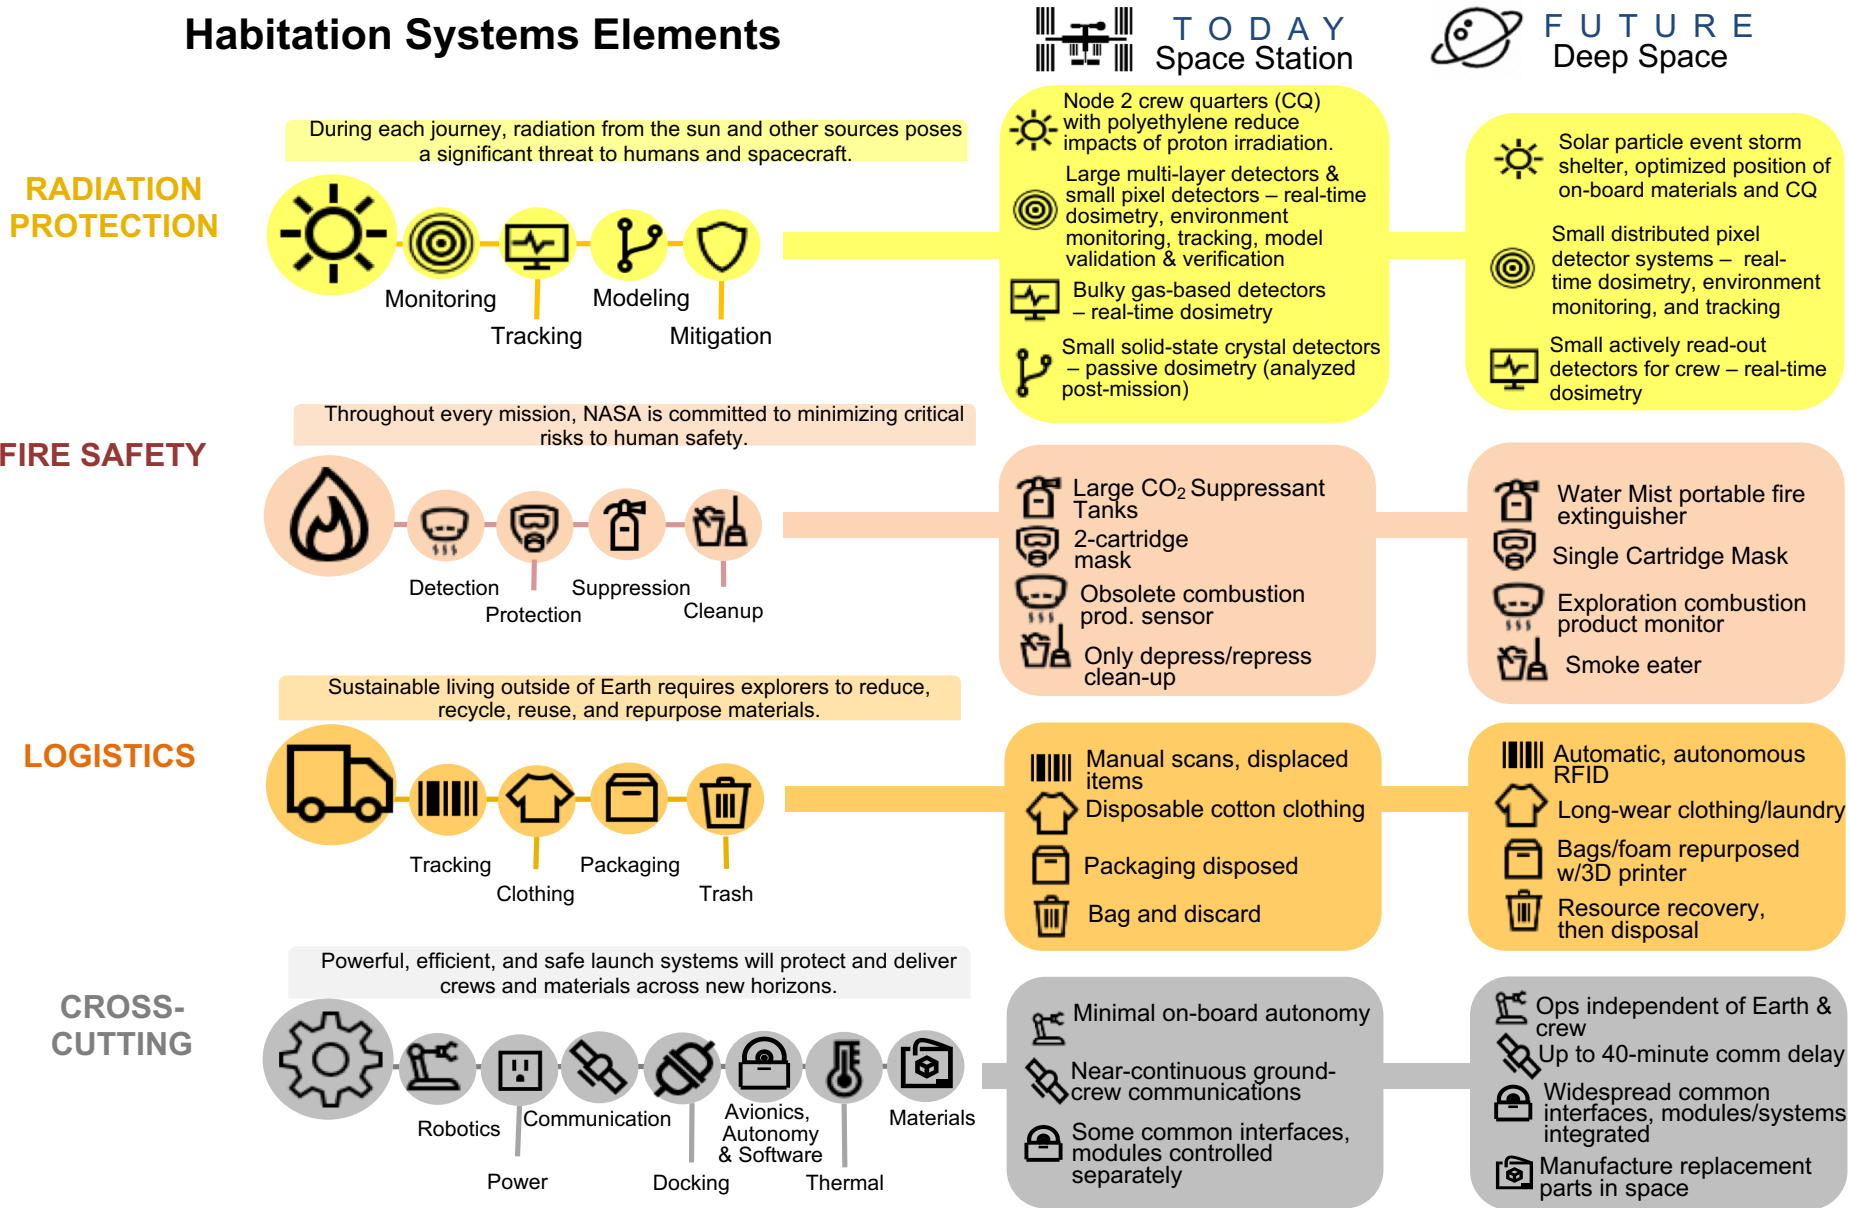 Habitation Systems Elements
TODAY
Space Station
FUTURE
Deep Space
RADIATION
PROTECTION
During each journey, radiation from the sun and other sources poses
a significant threat to humans and spacecraft.
Monitoring
Tracking
Modeling
Mitigation
Node 2 crew quarters (CQ)
with polyethylene reduce
impacts of proton irradiation.
Large multi-layer detectors &
small pixel detectors – real-time
dosimetry, environment
monitoring, tracking, model
validation & verification
Bulky gas-based detectors
– real-time dosimetry
Small solid-state crystal detectors
– passive dosimetry (analyzed
post-mission)
Solar particle event storm
shelter, optimized position of
on-board materials and CQ
Small distributed pixel
detector systems – real-
time dosimetry, environment
monitoring, and tracking
Small actively read-out
detectors for crew – real-time
dosimetry
FIRE SAFETY
Throughout every mission, NASA is committed to minimizing critical
risks to human safety.
Detection
Protection
Suppression
Cleanup
Large CO₂ Suppressant
Tanks
2-cartridge
mask
Obsolete combustion
prod. sensor
Only depress/repress
clean-up
Water Mist portable fire
extinguisher
Single Cartridge Mask
Exploration combustion
product monitor
Smoke eater
LOGISTICS
Sustainable living outside of Earth requires explorers to reduce,
recycle, reuse, and repurpose materials.
Tracking
Clothing
Packaging
Trash
Manual scans, displaced
items
Disposable cotton clothing
Packaging disposed
Bag and discard
Automatic, autonomous
RFID
Long-wear clothing/laundry
Bags/foam repurposed
w/3D printer
Resource recovery,
then disposal
CROSS-
CUTTING
Powerful, efficient, and safe launch systems will protect and deliver
crews and materials across new horizons.
Robotics
Power
Communication
Docking
Avionics,
Autonomy
& Software
Thermal
Materials
Minimal on-board autonomy
Near-continuous ground-
crew communications
Some common interfaces,
modules controlled
separately
Ops independent of Earth &
crew
Up to 40-minute comm delay
Widespread common
interfaces, modules/systems
integrated
Manufacture replacement
parts in space